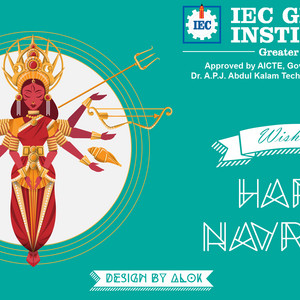 IEC
IEC G
INSTI
Greater
Approved by AICTE, Gov
Dr. A.P.J. Abdul Kalam Tech
Wish
HAP
NAVR
DESIGN BY ALOK